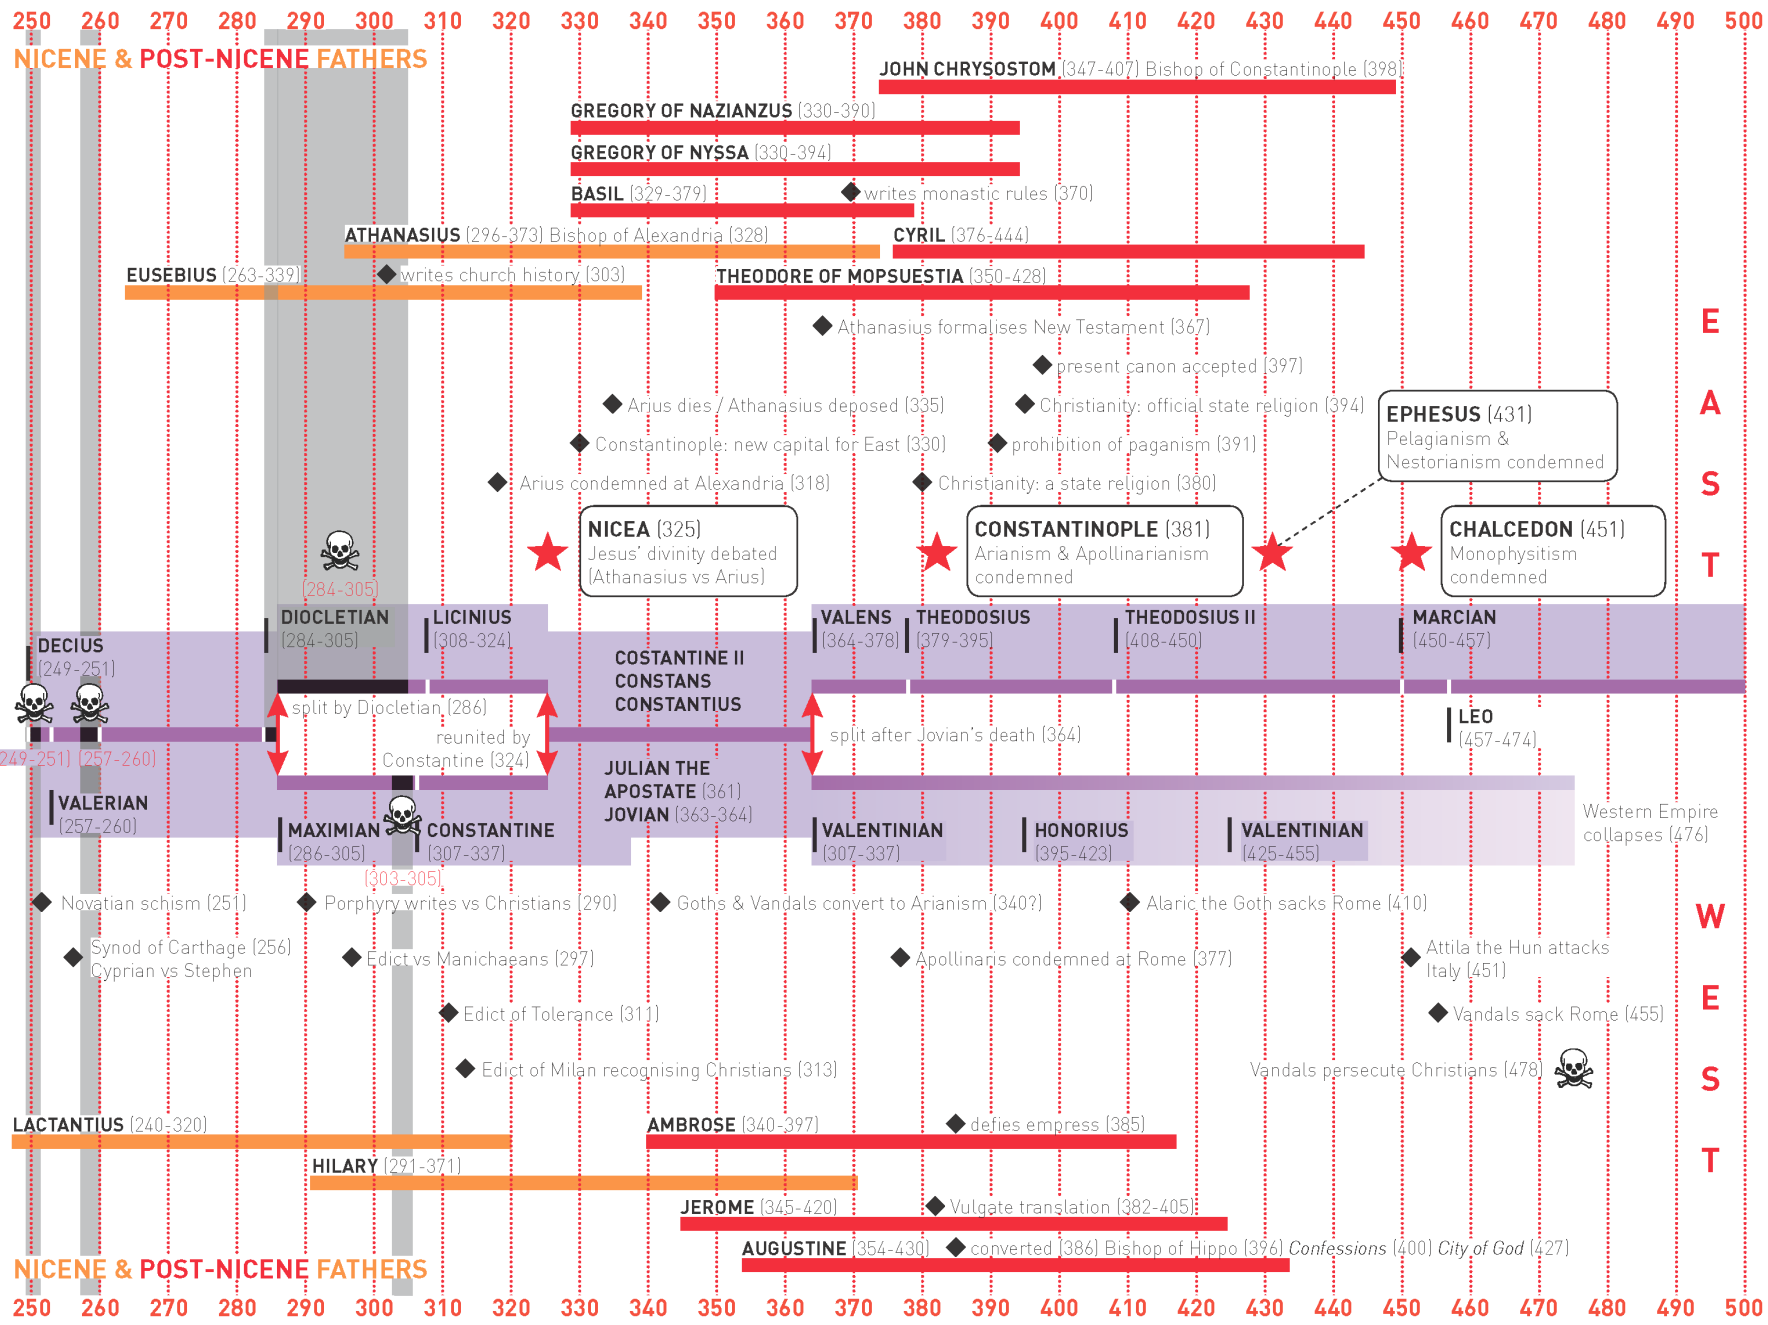 250 260 270 280 290 300 310 320 330 340 350 360 370 380 390 400 410 420 430 440 450 460 470 480 490 500
NICENE & POST-NICENE FATHERS
JOHN CHRYSOSTOM (347-407) Bishop of Constantinople (398)
GREGORY OF NAZIANZUS (330-390)
GREGORY OF NYSSA (330-394)
BASIL (329-379)
writes monastic rules (370)
ATHANASIUS (296-373) Bishop of Alexandria (328)
CYRIL (376-444)
EUSEBIUS (263-339)
writes church history (303)
THEODORE OF MOPSUESTIA (350-428)
Athanasius formalises New Testament (367)
present canon accepted (397)
Arius dies / Athanasius deposed (335)
Christianity: official state religion (394)
Constantinople: new capital for East (330)
prohibition of paganism (391)
Arius condemned at Alexandria (318)
Christianity: a state religion (380)
EPHESUS (431)
Pelagianism &
Nestorianism condemned
NICEA (325)
Jesus' divinity debated
(Athanasius vs Arius)
CONSTANTINOPLE (381)
Arianism & Apollinarianism
condemned
CHALCEDON (451)
Monophysitism
condemned
E
A
S
T
(284-305)
DECIUS
(249-251)
DIOCLETIAN
(284-305)
LICINIUS
(308-324)
COSTANTINE II
CONSTANS
CONSTANTIUS
VALENS
(364-378)
THEODOSIUS
(379-395)
THEODOSIUS II
(408-450)
MARCIAN
(450-457)
split by Diocletian (286)
reunited by
Constantine (324)
split after Jovian's death (364)
LEO
(457-474)
249-251) (257-260)
VALERIAN
(257-260)
MAXIMIAN
(286-305)
CONSTANTINE
(307-337)
(303-305)
JULIAN THE
APOSTATE (361)
JOVIAN (363-364)
VALENTINIAN
(307-337)
HONORIUS
(395-423)
VALENTINIAN
(425-455)
Western Empire
collapses (476)
Novatian schism (251)
Porphyry writes vs Christians (290)
Goths & Vandals convert to Arianism (340?)
Alaric the Goth sacks Rome (410)
Synod of Carthage (256)
Cyprian vs Stephen
Edict vs Manichaeans (297)
Apollinaris condemned at Rome (377)
Attila the Hun attacks
Italy (451)
Edict of Tolerance (311)
Vandals sack Rome (455)
Edict of Milan recognising Christians (313)
Vandals persecute Christians (478)
W
E
S
T
LACTANTIUS (240-320)
AMBROSE (340-397)
defies empress (385)
HILARY (291-371)
JEROME (345-420)
Vulgate translation (382-405)
AUGUSTINE (354-430)
converted (386) Bishop of Hippo (396) Confessions (400) City of God (427)
NICENE & POST-NICENE FATHERS
250 260 270 280 290 300 310 320 330 340 350 360 370 380 390 400 410 420 430 440 450 460 470 480 490 500